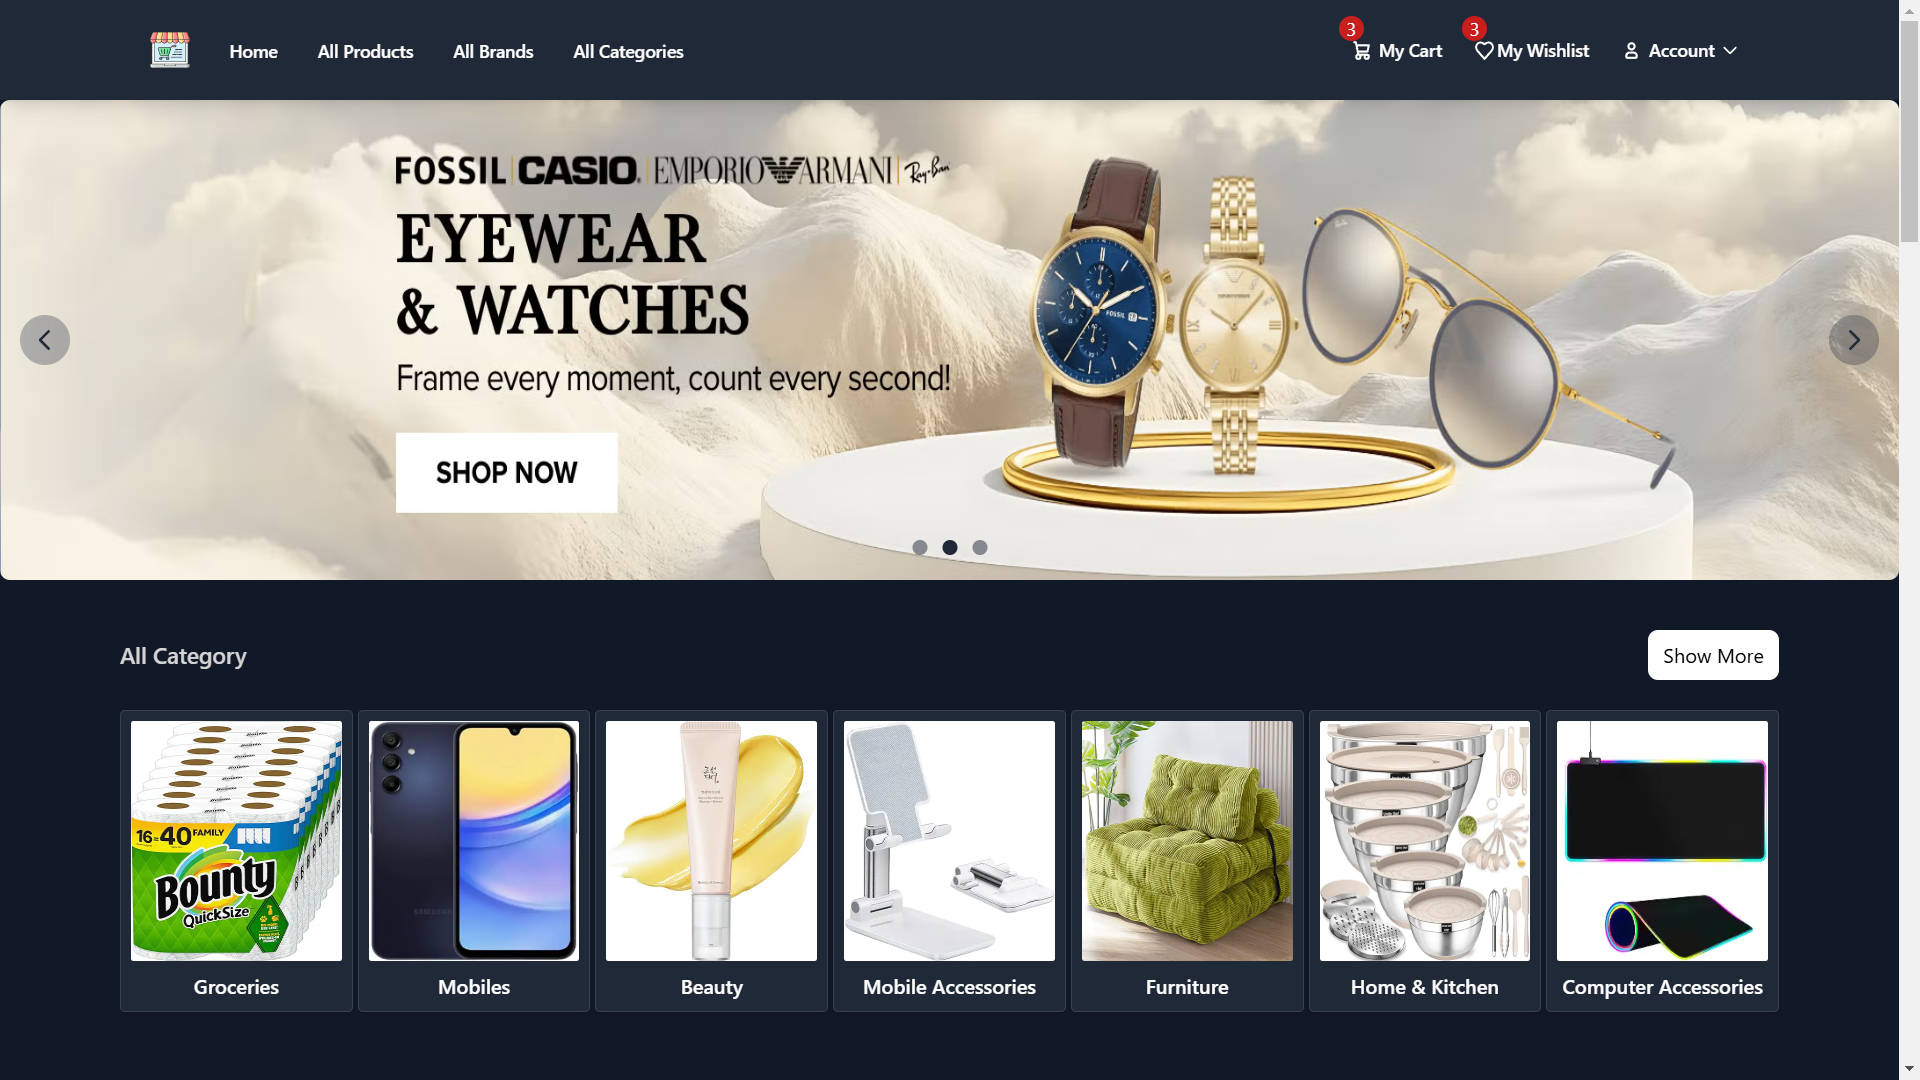 Home
All Products
All Brands
All Categories
3
My Cart
3
My Wishlist
Account
FOSSIL CASIO EMPORIO ARMANI Ray-Ban
EYEWEAR
& WATCHES
Frame every moment, count every second!
SHOP NOW
FOSSIL
All Category
Show More
16=40 FAMILY
Bounty
QuickSize
SAMSUNG
Groceries
Mobiles
Beauty
Mobile Accessories
Furniture
Home & Kitchen
Computer Accessories